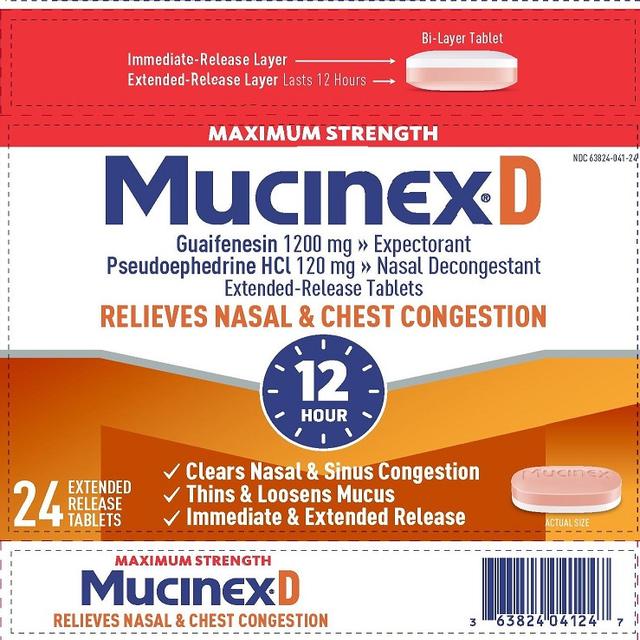 Bi-Layer Tablet
Immediate-Release Layer
Extended-Release Layer Lasts 12 Hours
MAXIMUM STRENGTH
NDC 63824-041-24
Mucinex® D
Guaifenesin 1200 mg » Expectorant
Pseudoephedrine HCl 120 mg » Nasal Decongestant
Extended-Release Tablets
RELIEVES NASAL & CHEST CONGESTION
12
HOUR
✓ Clears Nasal & Sinus Congestion
✓ Thins & Loosens Mucus
✓ Immediate & Extended Release
24 EXTENDED
RELEASE
TABLETS
Mucinex
ACTUAL SIZE
MAXIMUM STRENGTH
Mucinex® D
RELIEVES NASAL & CHEST CONGESTION
3 63824 04124 7